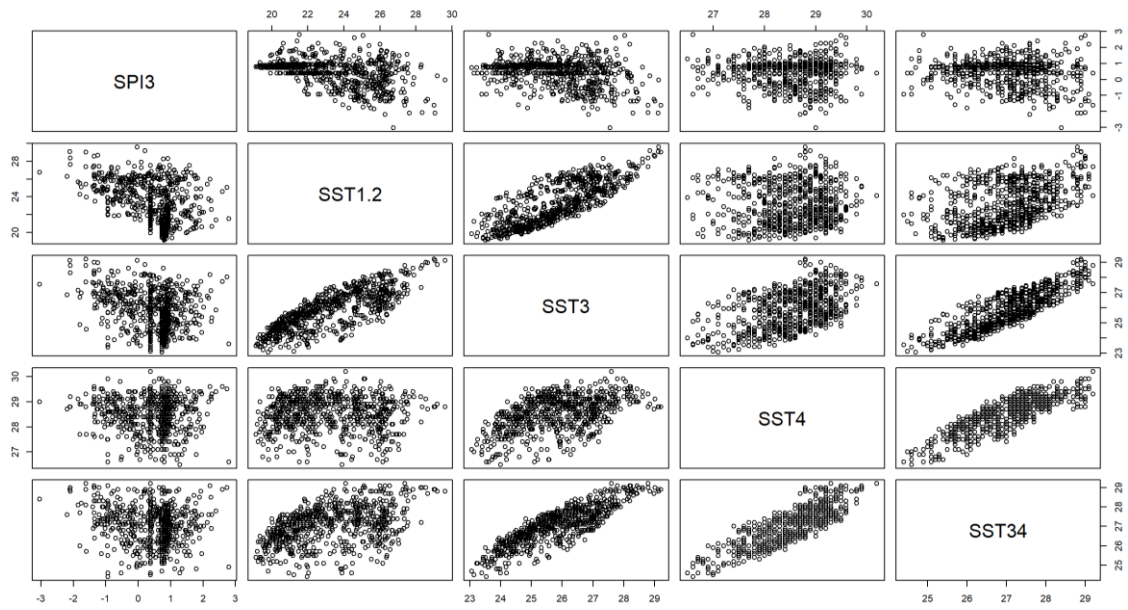 20 22 24 26 28 30 27 28 29 30
SPI3 -3 -1 0 1 2 3
20 24 28 SST1.2
SST3 23 25 27 29
27 28 29 30 SST4
SST34 25 26 27 28 29
-3 -2 -1 0 1 2 3 23 24 25 26 27 28 29 25 26 27 28 29